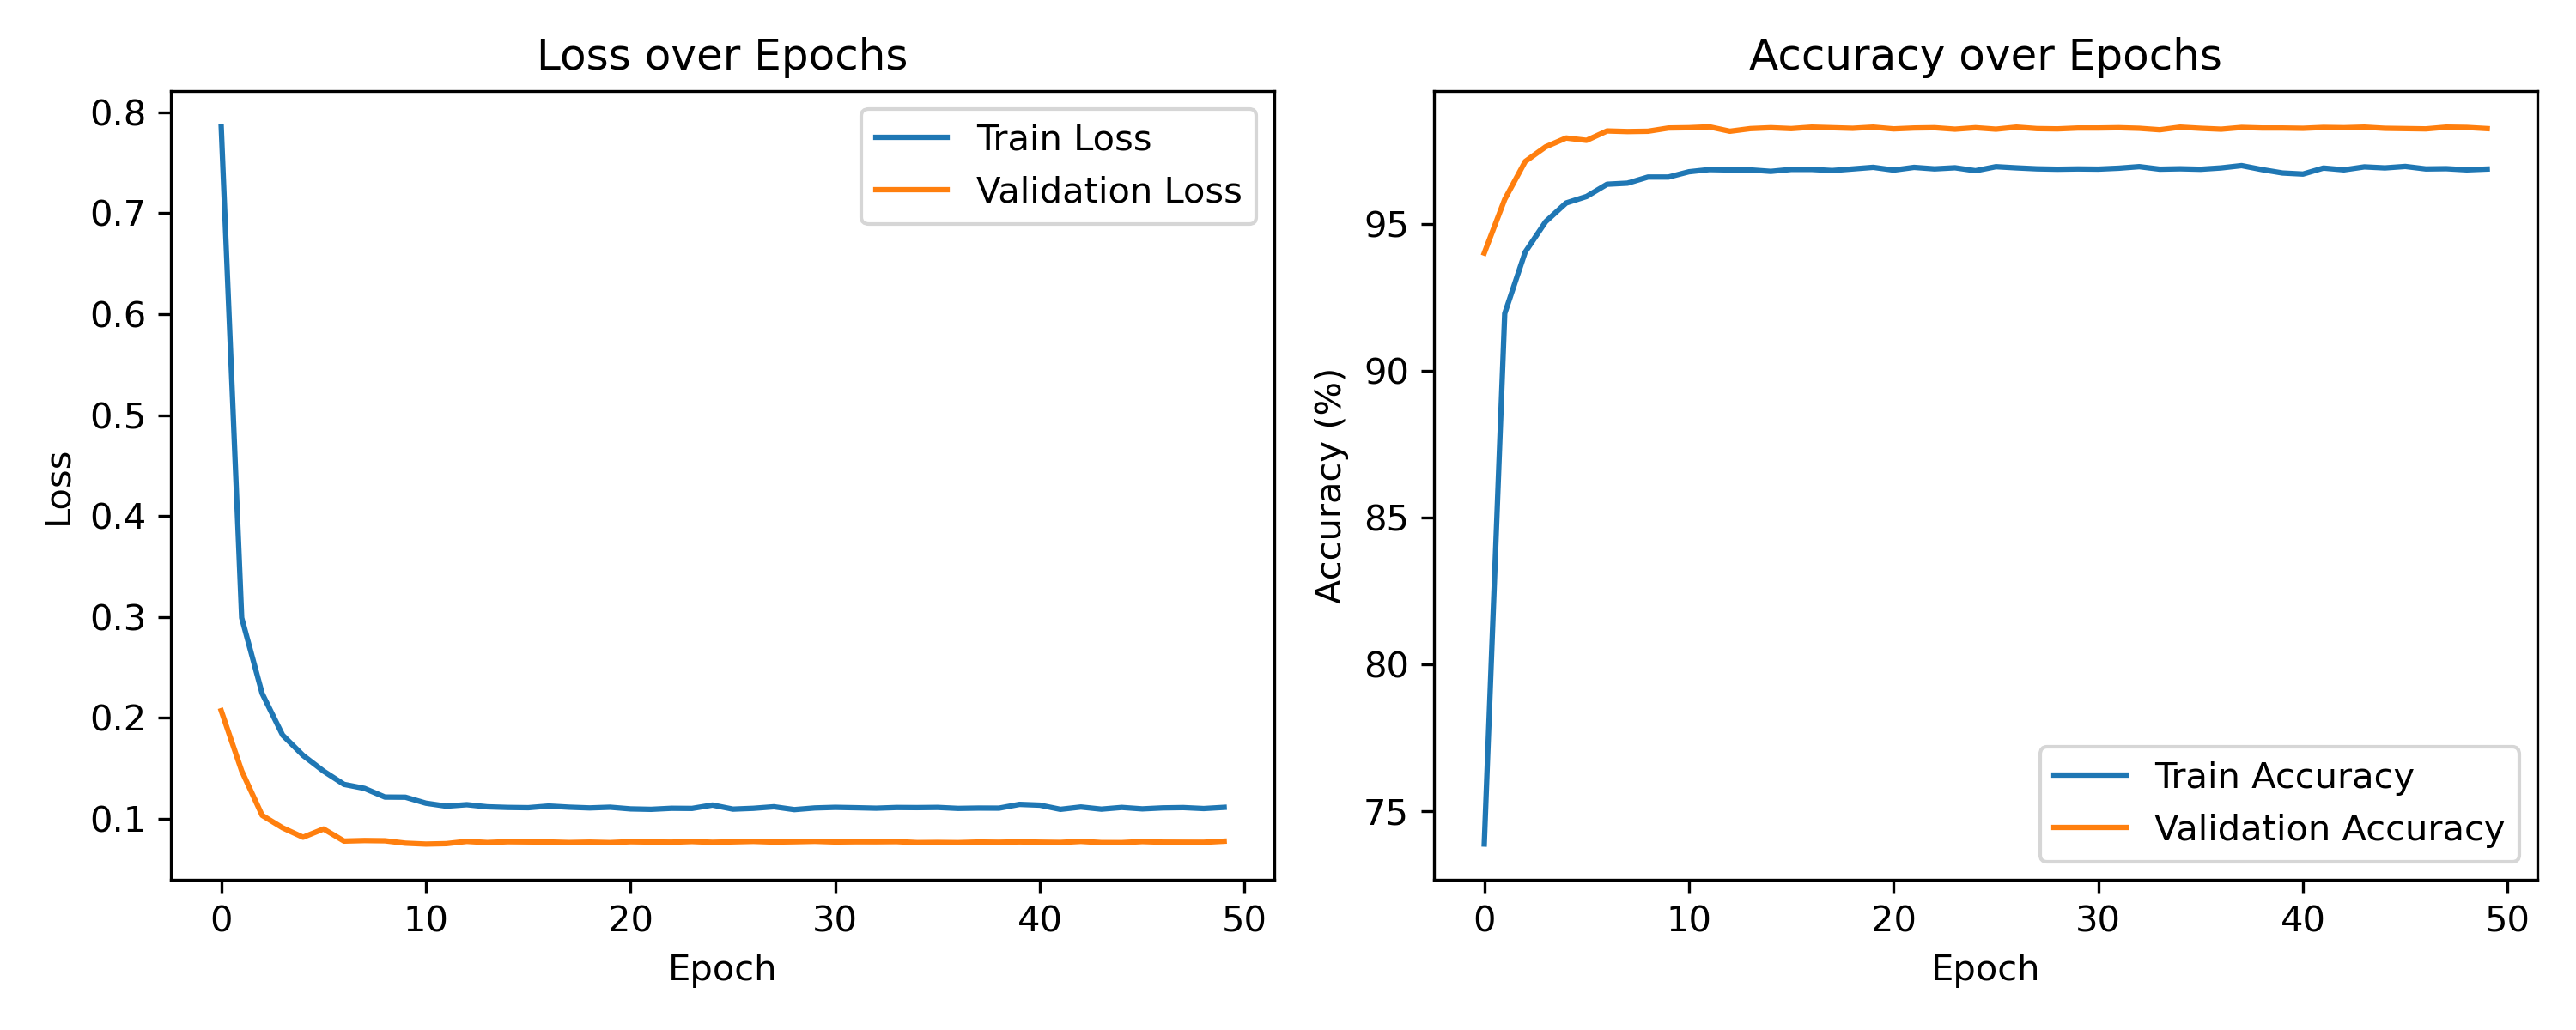 Loss over Epochs
0.8
0.7
0.6
0.5
0.4
0.3
0.2
0.1
Loss
Train Loss
Validation Loss
0 10 20 30 40 50
Epoch
Accuracy over Epochs
95
90
85
80
75
Accuracy (%)
Train Accuracy
Validation Accuracy
0 10 20 30 40 50
Epoch